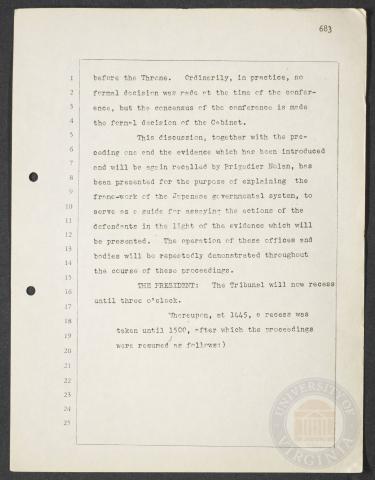 683
1 before the Throne. Ordinarily, in practice, no
2 formal decision was made at the time of the confer-
3 ence, but the concensus of the conference is made
4 the formal decision of the Cabinet.
5 This discussion, together with the pre-
6 ceding one and the evidence which has been introduced
7 and will be again recalled by Brigadier Nolan, has
8 been presented for the purpose of explaining the
9 frame-work of the Japanese governmental system, to
10 serve as a guide for assaying the actions of the
11 defendants in the light of the evidence which will
12 be presented. The operation of these offices and
13 bodies will be repeatedly demonstrated throughout
14 the course of these proceedings.
15 THE PRESIDENT: The Tribunal will now recess
16 until three o'clock.
17 Whereupon, at 1445, a recess was
18 taken until 1500, after which the proceedings
19 were resumed as follows:)
20
21
22
23
24
25
UNIVERSITY OF VIRGINIA